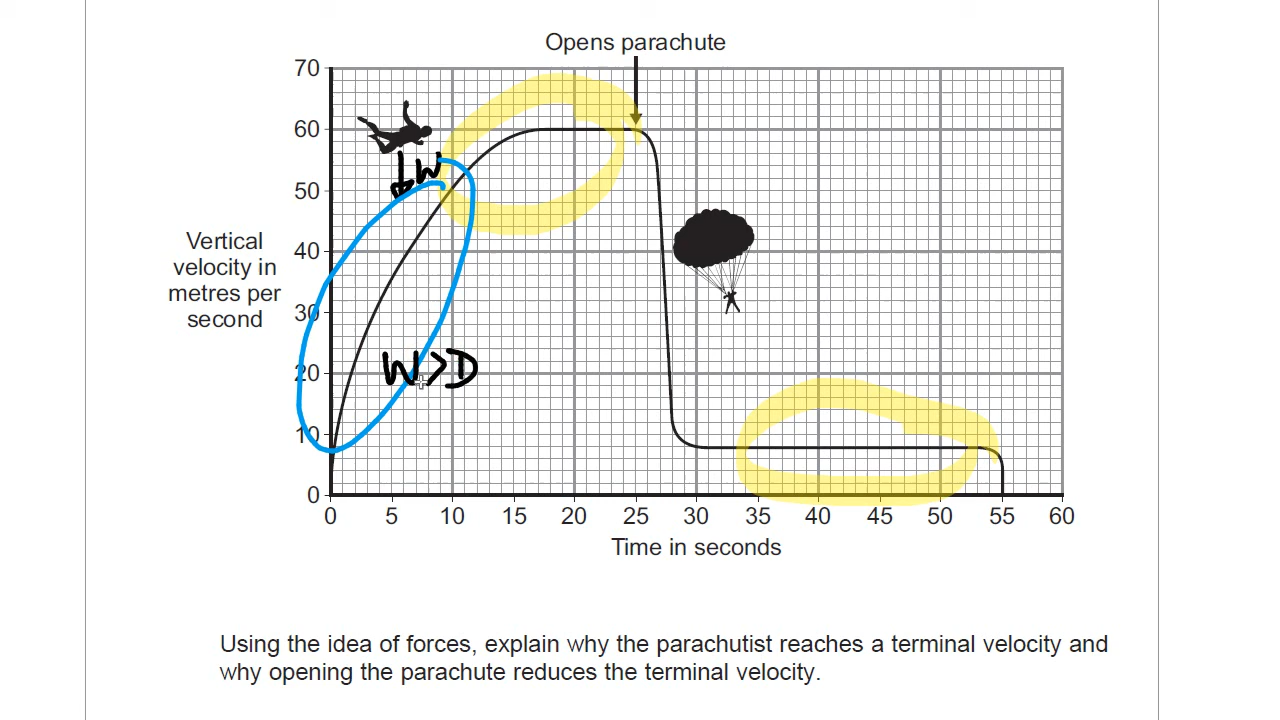 Opens parachute
70
60
50
40
30
20
10
0
Vertical
velocity in
metres per
second
W
W>D
0 5 10 15 20 25 30 35 40 45 50 55 60
Time in seconds
Using the idea of forces, explain why the parachutist reaches a terminal velocity and
why opening the parachute reduces the terminal velocity.